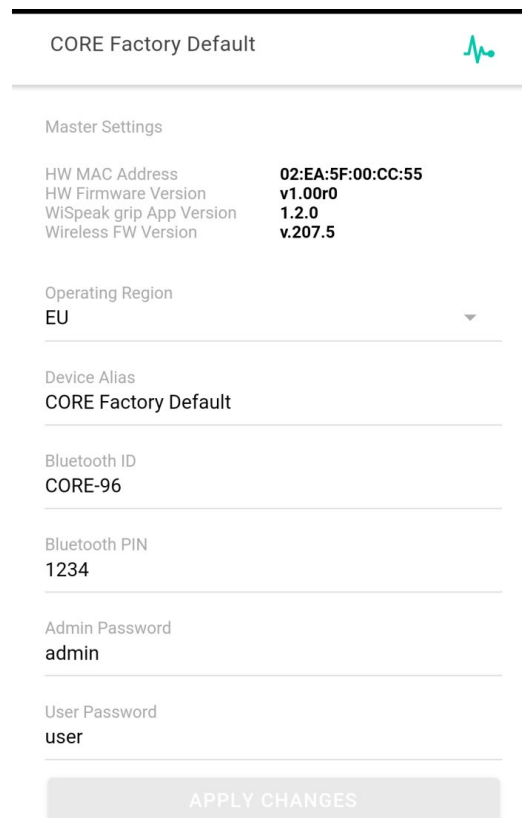 CORE Factory Default
Master Settings
HW MAC Address 02:EA:5F:00:CC:55
HW Firmware Version v1.00r0
WiSpeak grip App Version 1.2.0
Wireless FW Version v.207.5
Operating Region
EU
Device Alias
CORE Factory Default
Bluetooth ID
CORE-96
Bluetooth PIN
1234
Admin Password
admin
User Password
user
APPLY CHANGES